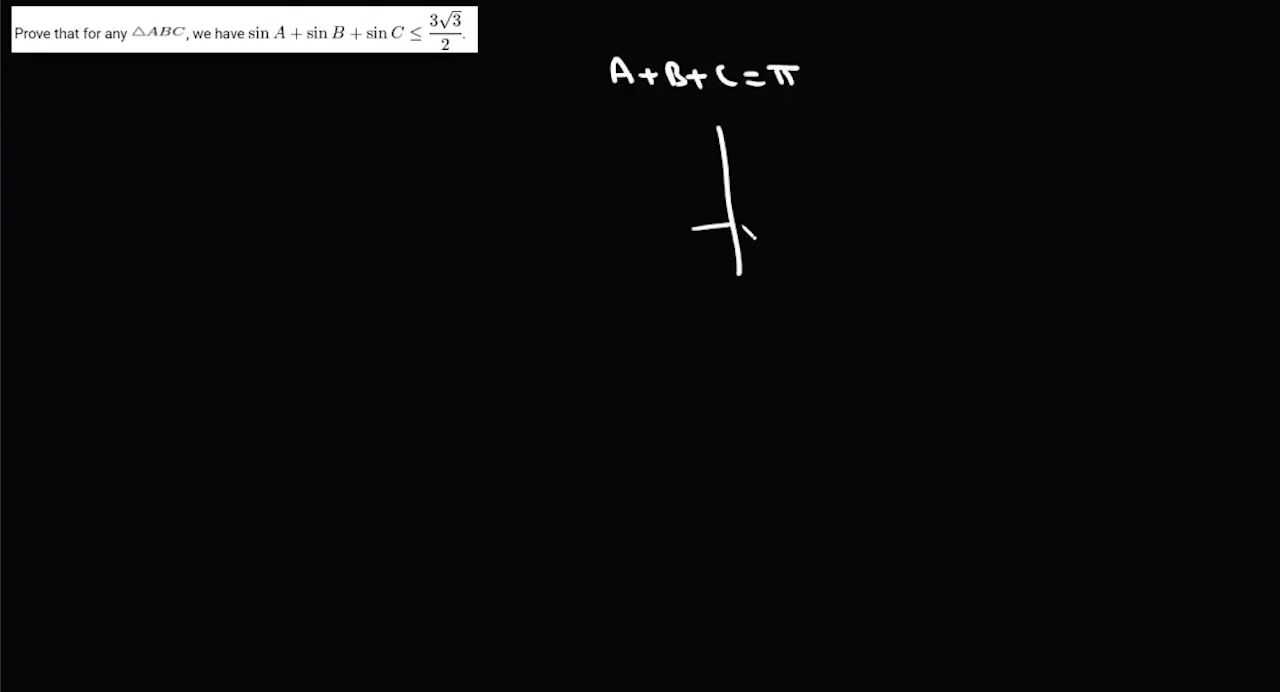 Prove that for any △ABC, we have sin A + sin B + sin C ≤ 3√3/2.
A+B+C=π